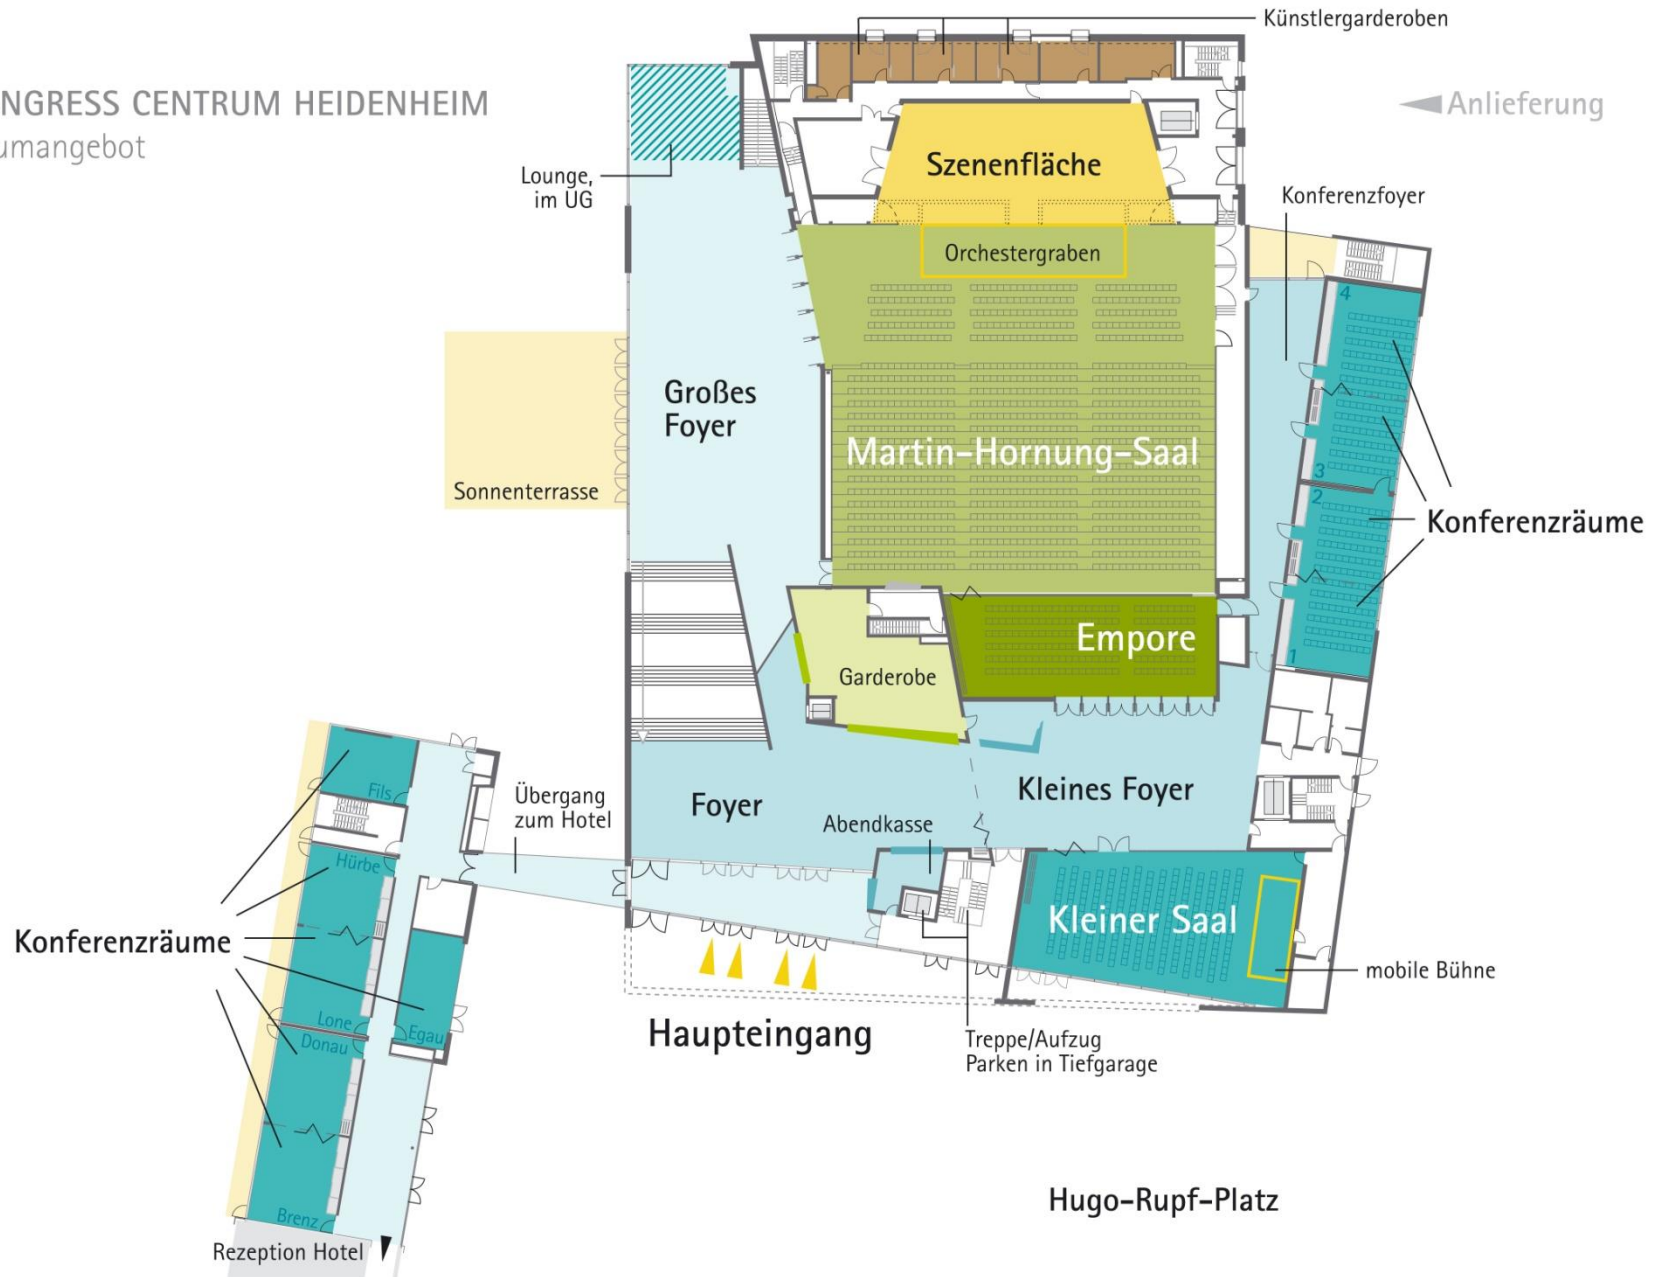 NGRESS CENTRUM HEIDENHEIM
umangebot
Künstlergarderoben
Anlieferung
Szenenfläche
Lounge,
im UG
Konferenzfoyer
Orchestergraben
4
Großes
Foyer
Martin-Hornung-Saal
3
Sonnenterrasse
2
Konferenzräume
Empore
1
Garderobe
Fils
Übergang
zum Hotel
Foyer
Kleines Foyer
Abendkasse
Hürbe
Konferenzräume
Kleiner Saal
mobile Bühne
Lone
Egau
Donau
Haupteingang
Treppe/Aufzug
Parken in Tiefgarage
Brenz
Hugo-Rupf-Platz
Rezeption Hotel